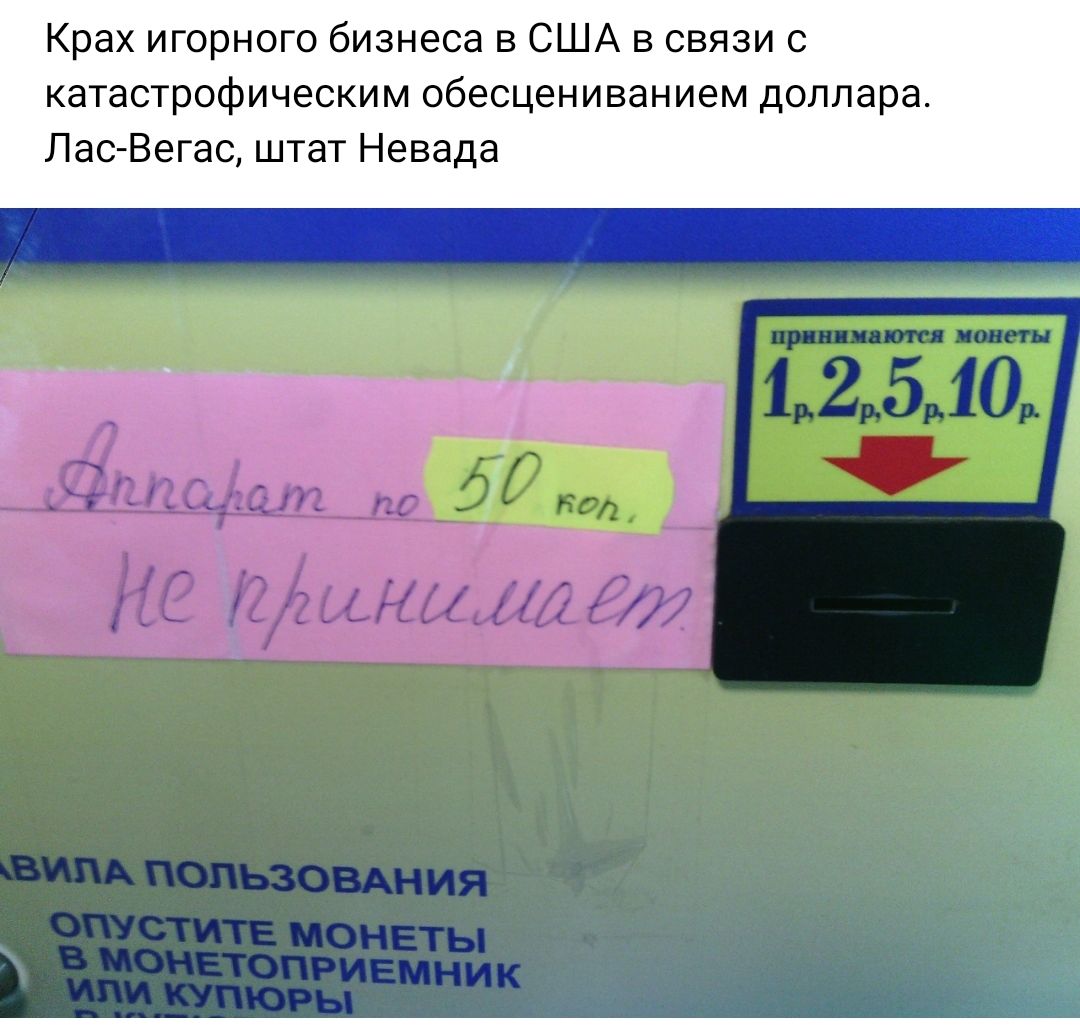 Крах игорного бизнеса в США в связи с
катастрофическим обесцениванием доллара.
Лас-Вегас, штат Невада
принимаются монеты
1р,2р,5р,10р.
Аппарат по 50 коп.
не принимает.
АВИЛА ПОЛЬЗОВАНИЯ
ОПУСТИТЕ МОНЕТЫ
В МОНЕТОПРИЕМНИК
ИЛИ КУПЮРЫ